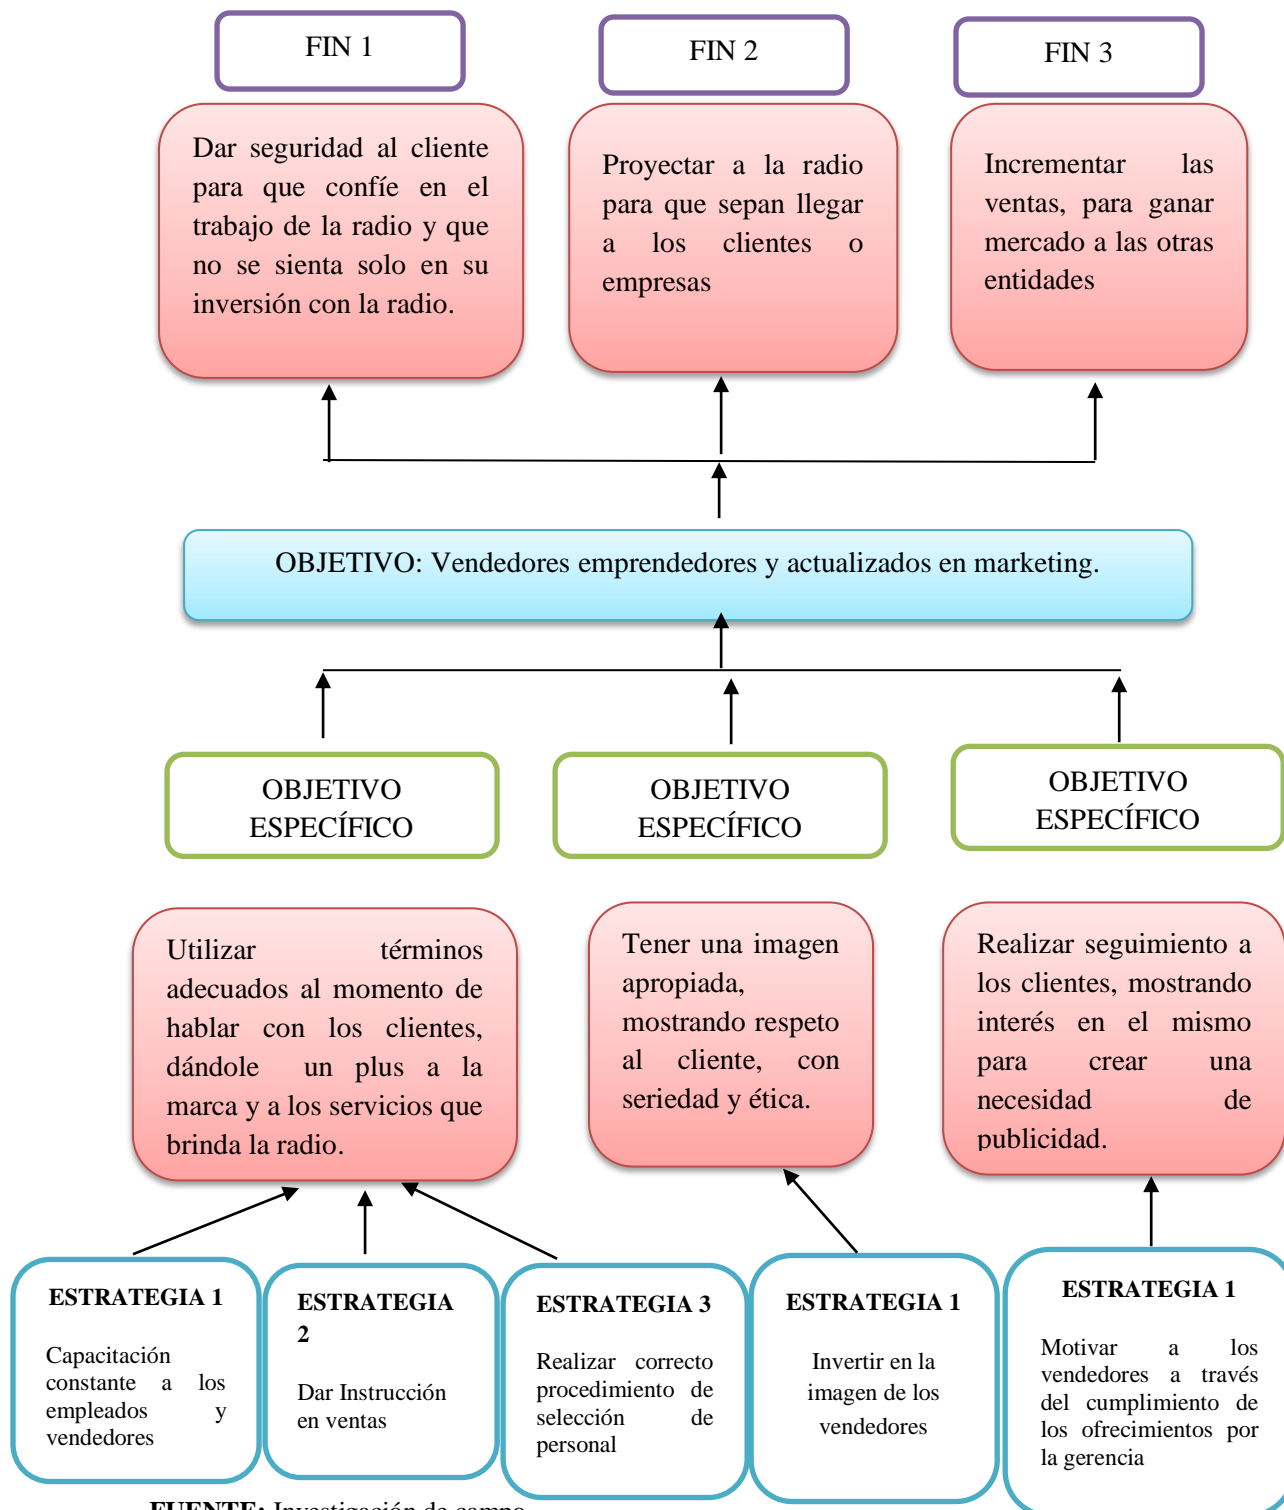 FIN 1
FIN 2
FIN 3
Dar seguridad al cliente
para que confíe en el
trabajo de la radio y que
no se sienta solo en su
inversión con la radio.
Proyectar a la radio
para que sepan llegar
a los clientes o
empresas
Incrementar las
ventas, para ganar
mercado a las otras
entidades
OBJETIVO: Vendedores emprendedores y actualizados en marketing.
OBJETIVO
ESPECÍFICO
OBJETIVO
ESPECÍFICO
OBJETIVO
ESPECÍFICO
Utilizar términos
adecuados al momento de
hablar con los clientes,
dándole un plus a la
marca y a los servicios que
brinda la radio.
Tener una imagen
apropiada,
mostrando respeto
al cliente, con
seriedad y ética.
Realizar seguimiento a
los clientes, mostrando
interés en el mismo
para crear una
necesidad de
publicidad.
ESTRATEGIA 1
Capacitación
constante a los
empleados y
vendedores
ESTRATEGIA
2
Dar Instrucción
en ventas
ESTRATEGIA 3
Realizar correcto
procedimiento de
selección de
personal
ESTRATEGIA 1
Invertir en la
imagen de los
vendedores
ESTRATEGIA 1
Motivar a los
vendedores a través
del cumplimiento de
los ofrecimientos por
la gerencia
FUENTE: Investigación de campo